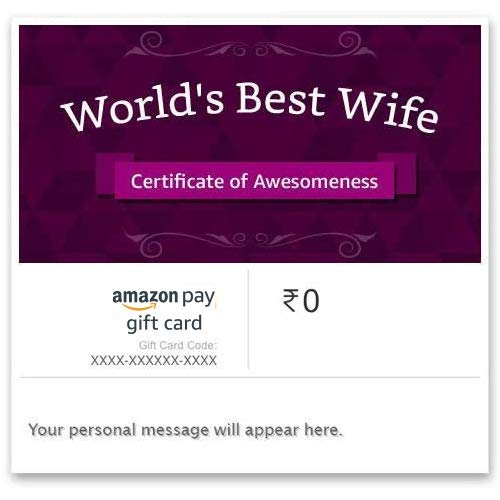 World's Best Wife
Certificate of Awesomeness
amazon pay
gift card
₹0
Gift Card Code:
XXXX-XXXXXX-XXXX
Your personal message will appear here.